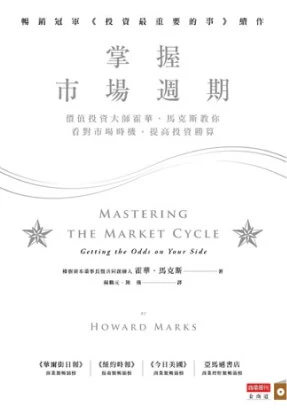 暢銷冠軍《投資最重要的事》續作
掌握
市場週期
價值投資大師霍華・馬克斯教你
看對市場時機,提高投資勝算
MASTERING
THE MARKET CYCLE
Getting the Odds on Your Side
橡樹資本董事長暨共同創辦人 霍華・馬克斯 著
譯
BY
HOWARD MARKS
《華爾街日報》 《紐約時報》 《今日美國》 亞馬遜書店
商業週刊